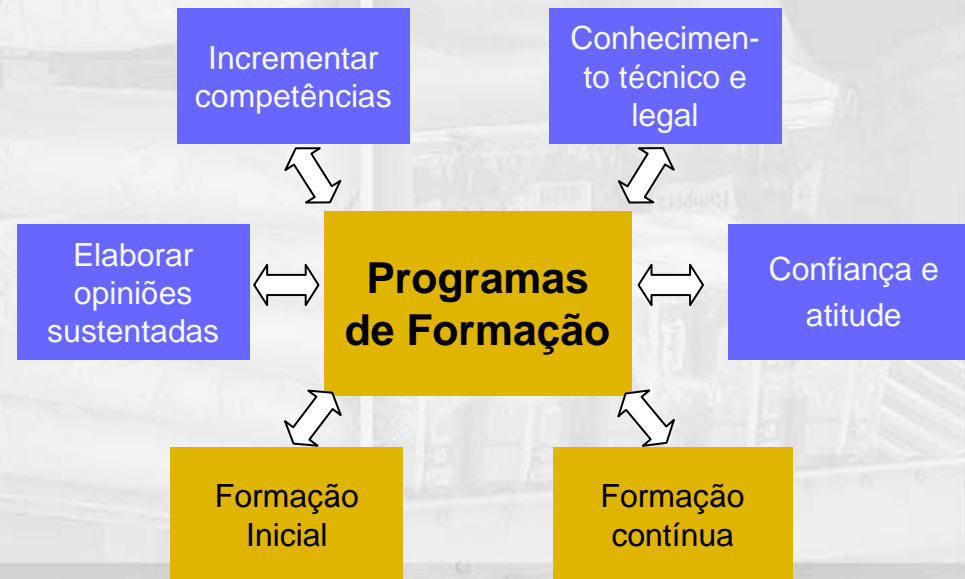 Incrementar
competências
Conhecimen-
to técnico e
legal
Elaborar
opiniões
sustentadas
Programas
de Formação
Confiança e
atitude
Formação
Inicial
Formação
contínua